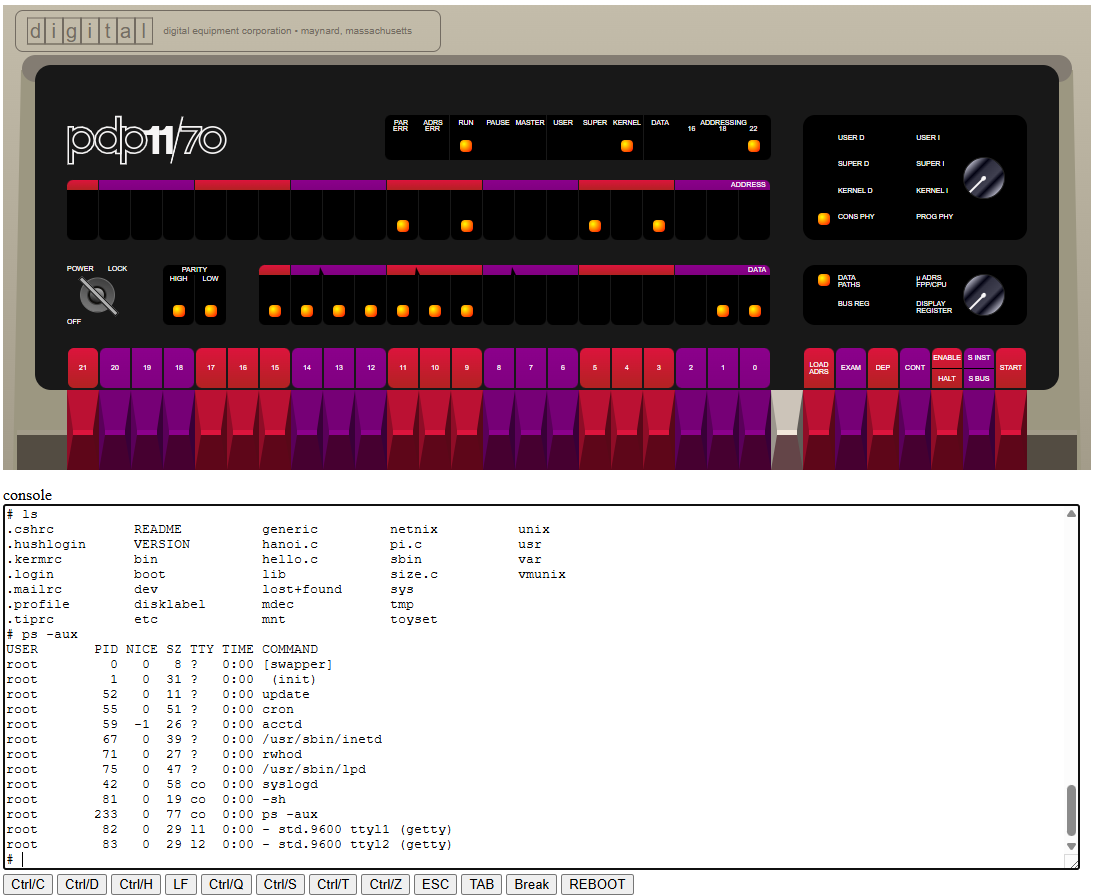 digital digital equipment corporation • maynard, massachusetts
pdp11/70
PAR ERR ADRS ERR RUN PAUSE MASTER USER SUPER KERNEL DATA ADDRESSING 16 18 22
USER D USER I
SUPER D SUPER I
KERNEL D KERNEL I
CONS PHY PROG PHY
ADDRESS
POWER LOCK
OFF
PARITY
HIGH LOW
DATA
DATA PATHS µ ADRS FPP/CPU
BUS REG DISPLAY REGISTER
21 20 19 18 17 16 15 14 13 12 11 10 9 8 7 6 5 4 3 2 1 0 LOAD ADRS EXAM DEP CONT ENABLE HALT S INST S BUS START
console
# ls
.cshrc          README          generic         netnix          unix
.hushlogin      VERSION         hanoi.c         pi.c            usr
.kermrc         bin             hello.c         sbin            var
.login          boot            lib             size.c          vmunix
.mailrc         dev             lost+found      sys
.profile        disklabel       mdec            tmp
.tiprc          etc             mnt             toyset
# ps -aux
USER       PID NICE SZ TTY TIME COMMAND
root         0   0   8 ?   0:00 [swapper]
root         1   0  31 ?   0:00  (init)
root        52   0  11 ?   0:00 update
root        55   0  51 ?   0:00 cron
root        59  -1  26 ?   0:00 acctd
root        67   0  39 ?   0:00 /usr/sbin/inetd
root        71   0  27 ?   0:00 rwhod
root        75   0  47 ?   0:00 /usr/sbin/lpd
root        42   0  58 co  0:00 syslogd
root        81   0  19 co  0:00 -sh
root       233   0  77 co  0:00 ps -aux
root        82   0  29 l1  0:00 - std.9600 ttyl1 (getty)
root        83   0  29 l2  0:00 - std.9600 ttyl2 (getty)
#
Ctrl/C Ctrl/D Ctrl/H LF Ctrl/Q Ctrl/S Ctrl/T Ctrl/Z ESC TAB Break REBOOT